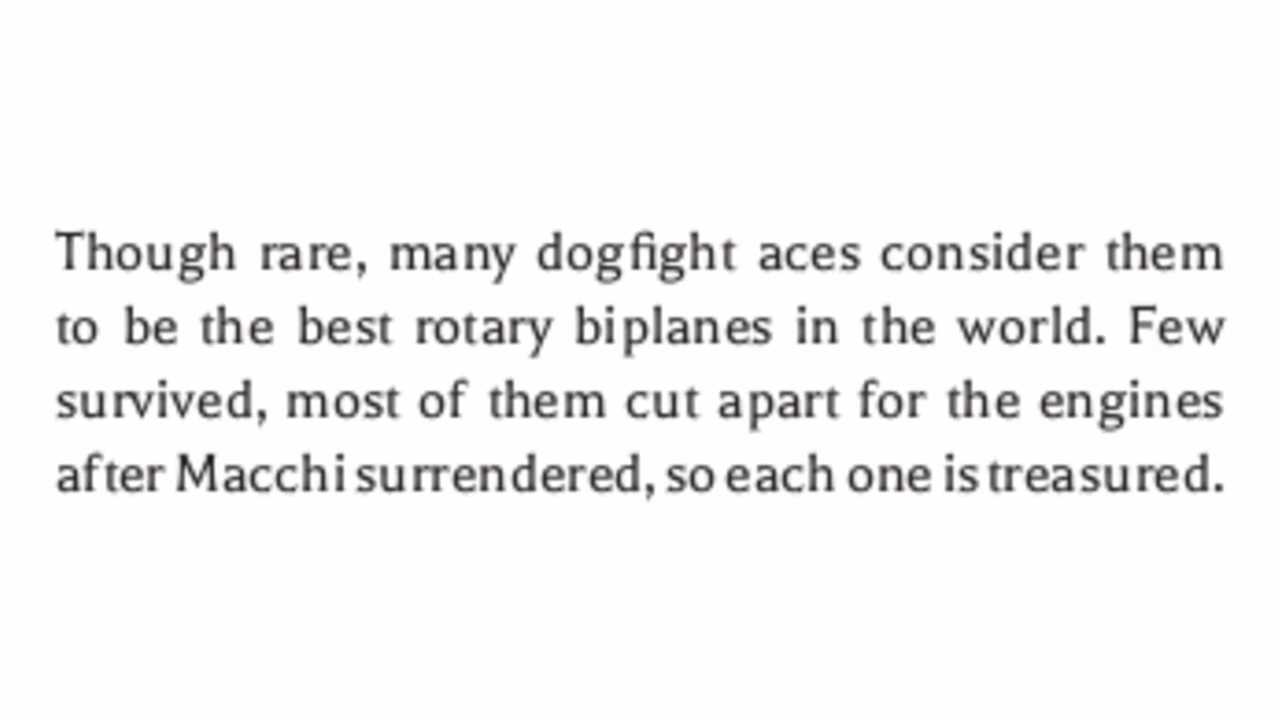 Though rare, many dogfight aces consider them
to be the best rotary biplanes in the world. Few
survived, most of them cut apart for the engines
after Macchi surrendered, so each one is treasured.